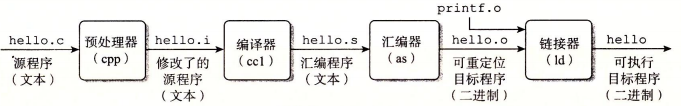 printf.o
hello.c
源程序
(文本)
预处理器
(cpp)
hello.i
修改了的
源程序
(文本)
编译器
(cc1)
hello.s
汇编程序
(文本)
汇编器
(as)
hello.o
可重定位
目标程序
(二进制)
链接器
(ld)
hello
可执行
目标程序
(二进制)